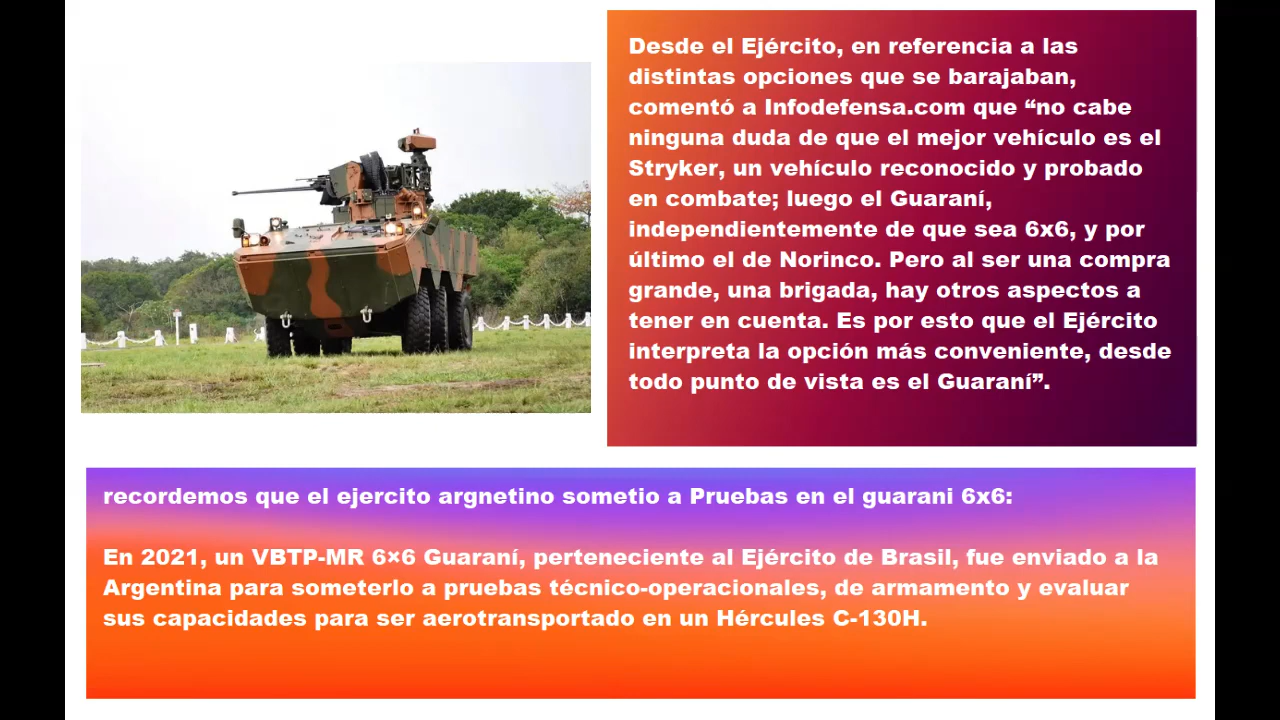 Desde el Ejército, en referencia a las
distintas opciones que se barajaban,
comentó a Infodefensa.com que “no cabe
ninguna duda de que el mejor vehículo es el
Stryker, un vehículo reconocido y probado
en combate; luego el Guaraní,
independientemente de que sea 6x6, y por
último el de Norinco. Pero al ser una compra
grande, una brigada, hay otros aspectos a
tener en cuenta. Es por esto que el Ejército
interpreta la opción más conveniente, desde
todo punto de vista es el Guaraní”.
recordemos que el ejercito argnetino sometio a Pruebas en el guarani 6x6:
En 2021, un VBTP-MR 6×6 Guaraní, perteneciente al Ejército de Brasil, fue enviado a la
Argentina para someterlo a pruebas técnico-operacionales, de armamento y evaluar
sus capacidades para ser aerotransportado en un Hércules C-130H.